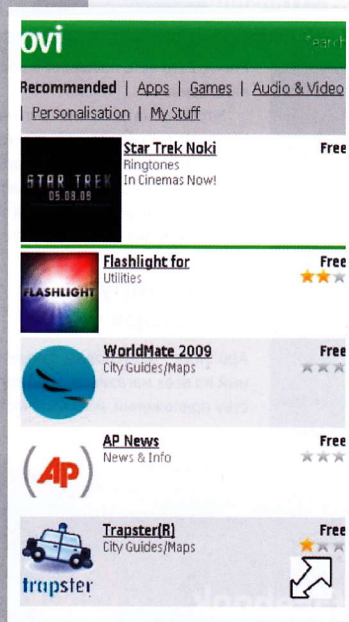 ovi Search
Recommended | Apps | Games | Audio & Video
| Personalisation | My Stuff
STAR TREK
05.08.09
Star Trek Noki Free
Ringtones
In Cinemas Now!
FLASHLIGHT
Flashlight for Free
Utilities
WorldMate 2009 Free
City Guides/Maps
AP
AP News Free
News & Info
trapster
Trapster(R) Free
City Guides/Maps